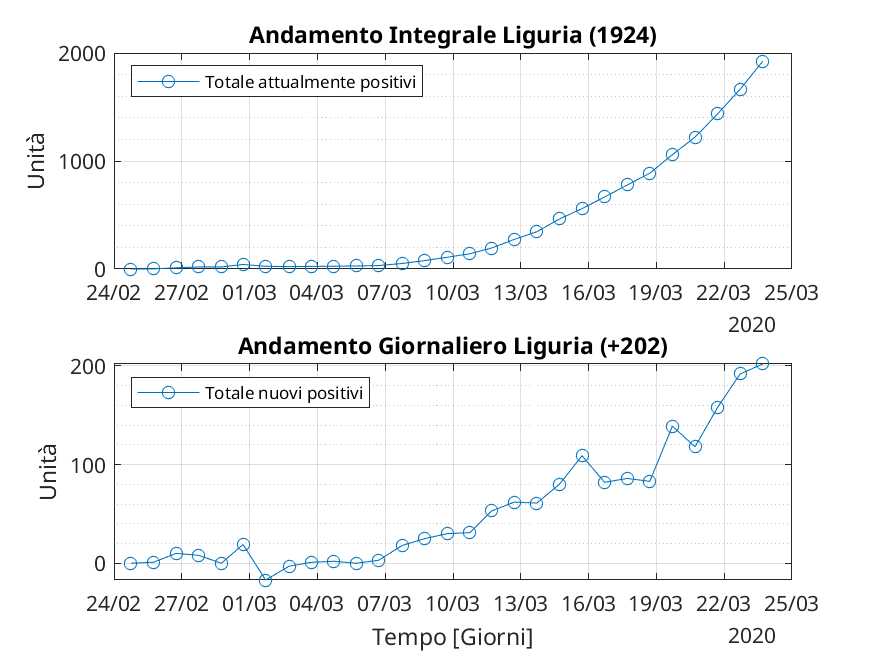 Andamento Integrale Liguria (1924)
2000
Totale attualmente positivi
Unità
1000
0
24/02 27/02 01/03 04/03 07/03 10/03 13/03 16/03 19/03 22/03 25/03
2020
Andamento Giornaliero Liguria (+202)
200
Totale nuovi positivi
Unità
100
0
24/02 27/02 01/03 04/03 07/03 10/03 13/03 16/03 19/03 22/03 25/03
Tempo [Giorni]
2020